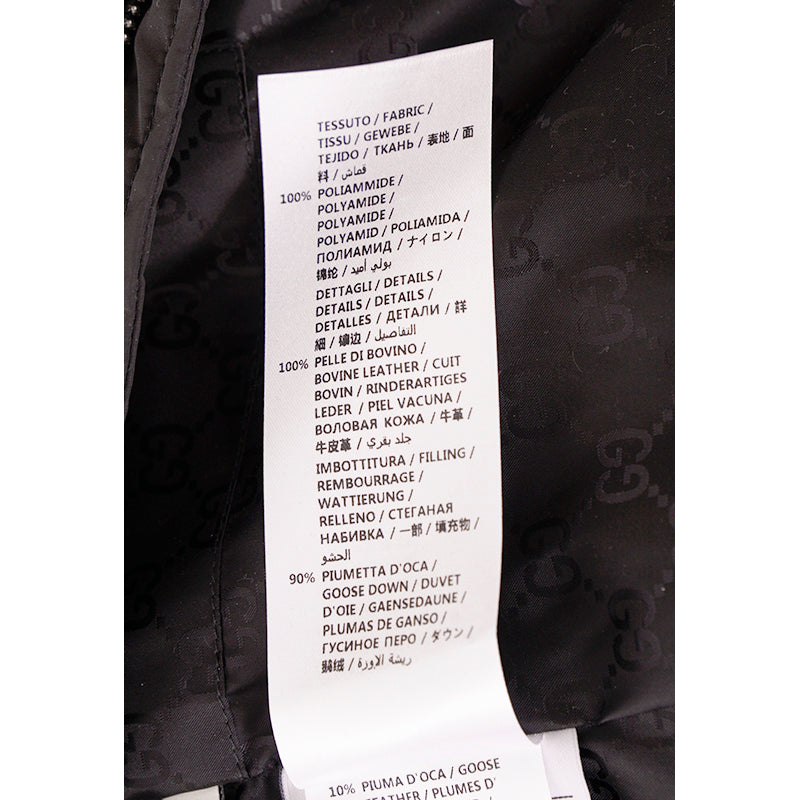 TESSUTO / FABRIC /
TISSU / GEWEBE /
TEJIDO / ТКАНЬ / 表地 / 面
料 / قماش
100% POLIAMMIDE /
POLYAMIDE /
POLYAMIDE /
POLYAMID / POLIAMIDA /
ПОЛИАМИД / ナイロン /
锦纶 / بولي أميد
DETTAGLI / DETAILS /
DETAILS / DETAILS /
DETALLES / ДЕТАЛИ / 詳
細 / 镶边 / التفاصيل
100% PELLE DI BOVINO /
BOVINE LEATHER / CUIT
BOVIN / RINDERARTIGES
LEDER / PIEL VACUNA /
ВОЛОВАЯ КОЖА / 牛革 /
牛皮革 / جلد بقري
IMBOTTITURA / FILLING /
REMBOURRAGE /
WATTIERUNG /
RELLENO / СТЕГАНАЯ
НАБИВКА / 一部 / 填充物 /
الحشو
90% PIUMETTA D'OCA /
GOOSE DOWN / DUVET
D'OIE / GAENSEDAUNE /
PLUMAS DE GANSO /
ГУСИНОЕ ПЕРО / ダウン /
鹅绒 / ريشة الإوزة
10% PIUMA D'OCA / GOOSE
FEATHER / PLUMES D'